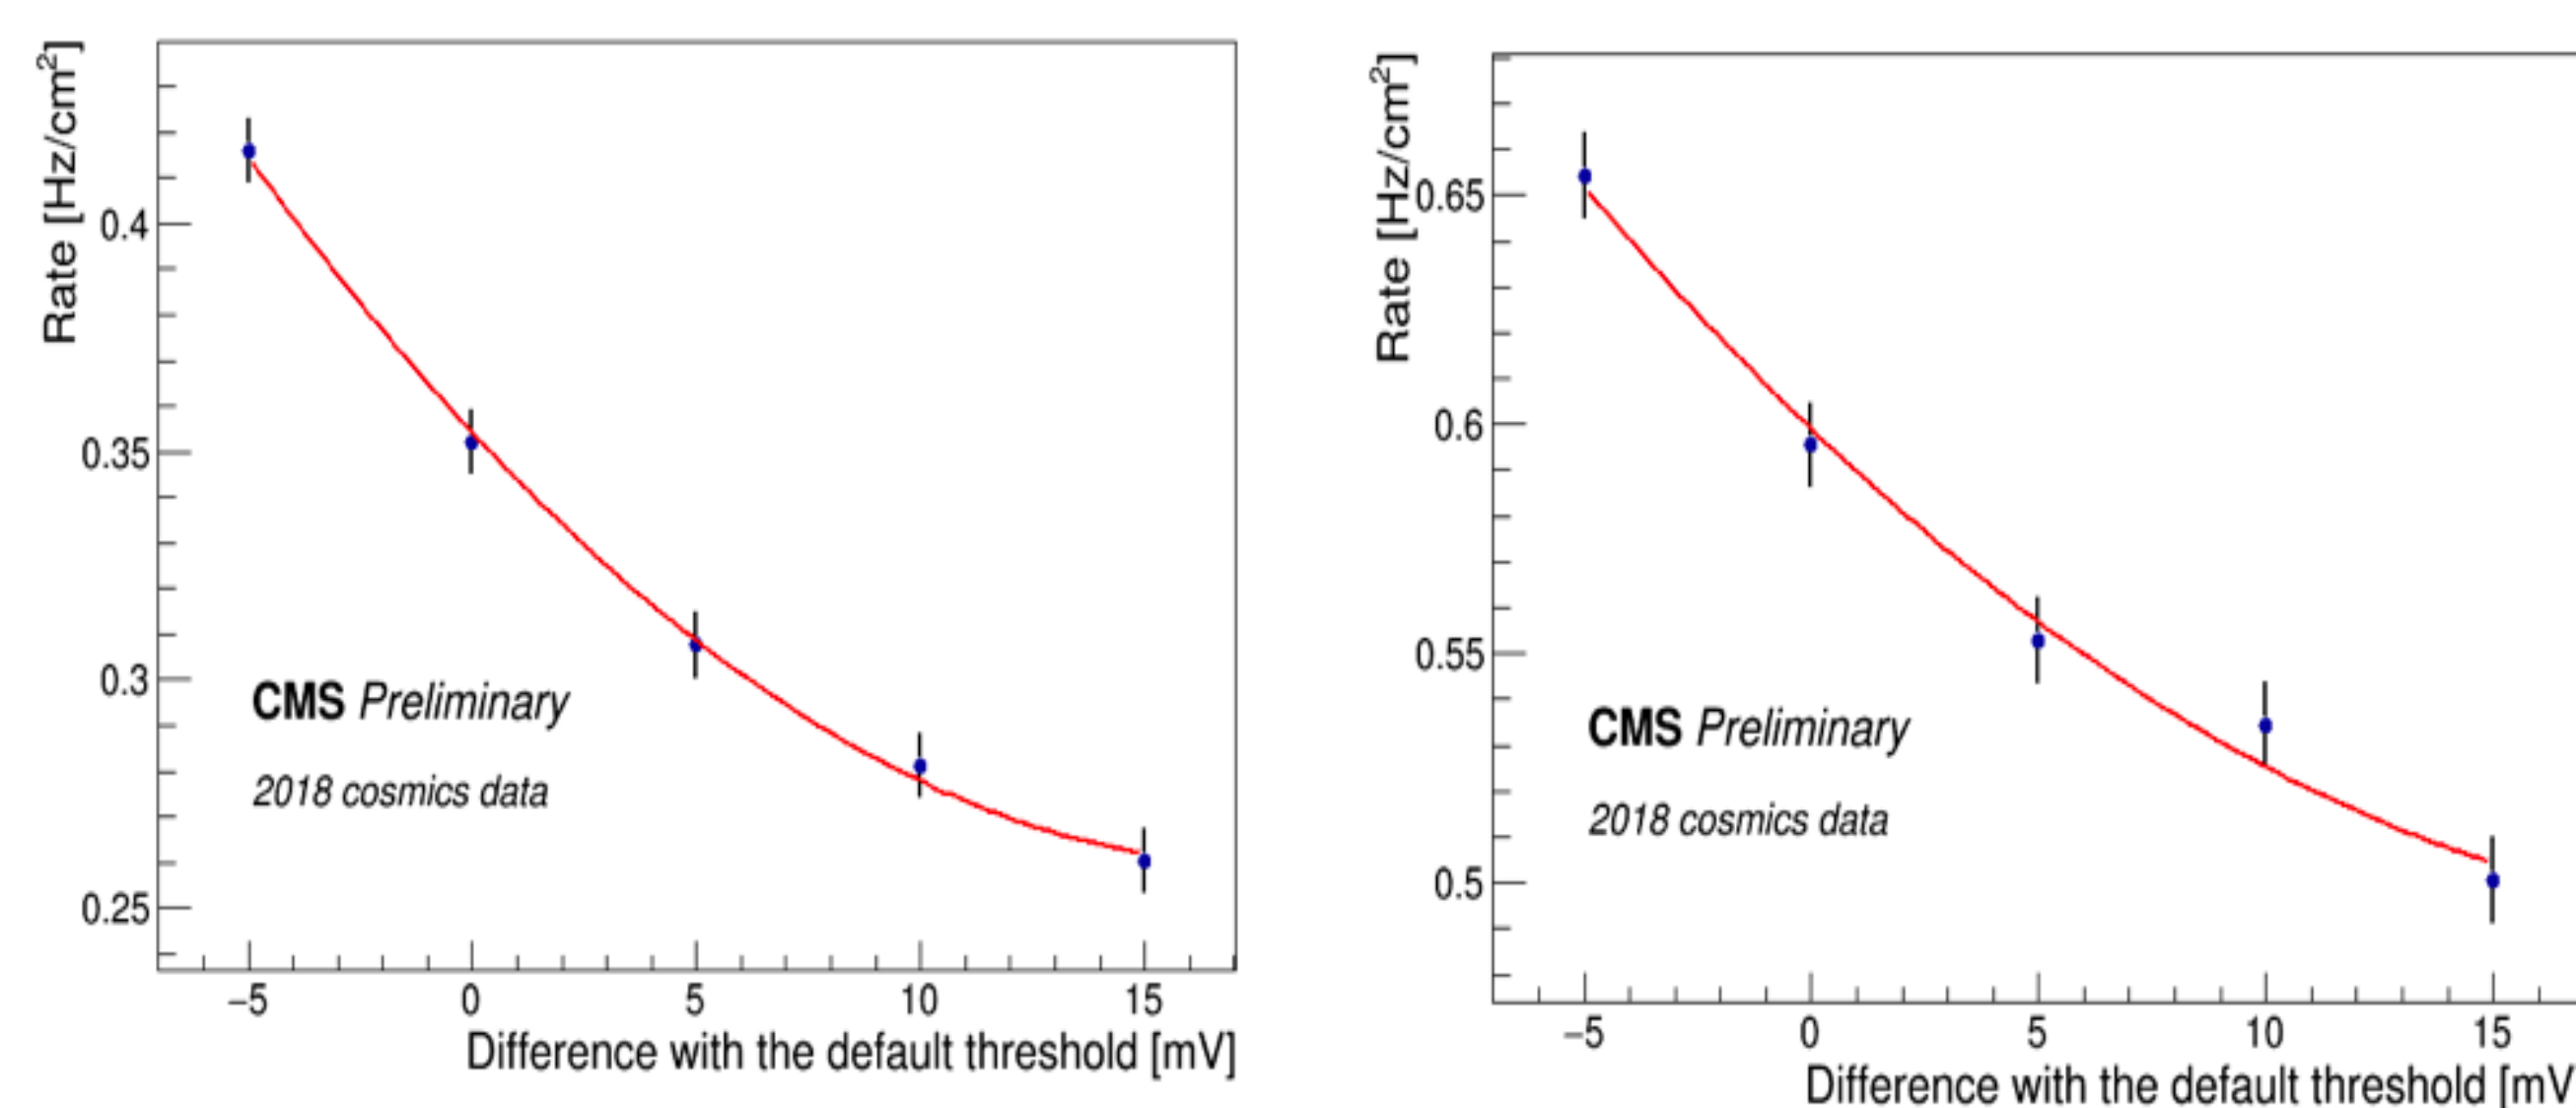 Rate [Hz/cm²]
0.4
0.35
0.3
0.25
CMS Preliminary
2018 cosmics data
−5 0 5 10 15
Difference with the default threshold [mV]
Rate [Hz/cm²]
0.65
0.6
0.55
0.5
CMS Preliminary
2018 cosmics data
−5 0 5 10 15
Difference with the default threshold [mV